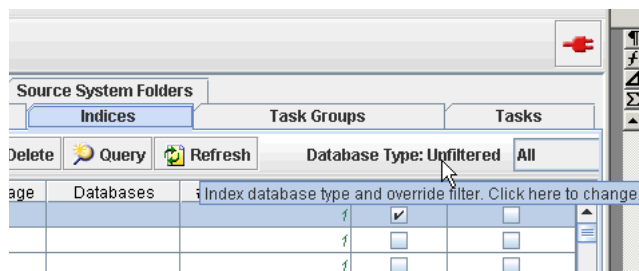 Source System Folders
Indices Task Groups Tasks
Delete Query Refresh Database Type: Unfiltered All
age Databases
Index database type and override filter. Click here to change
1
1
1